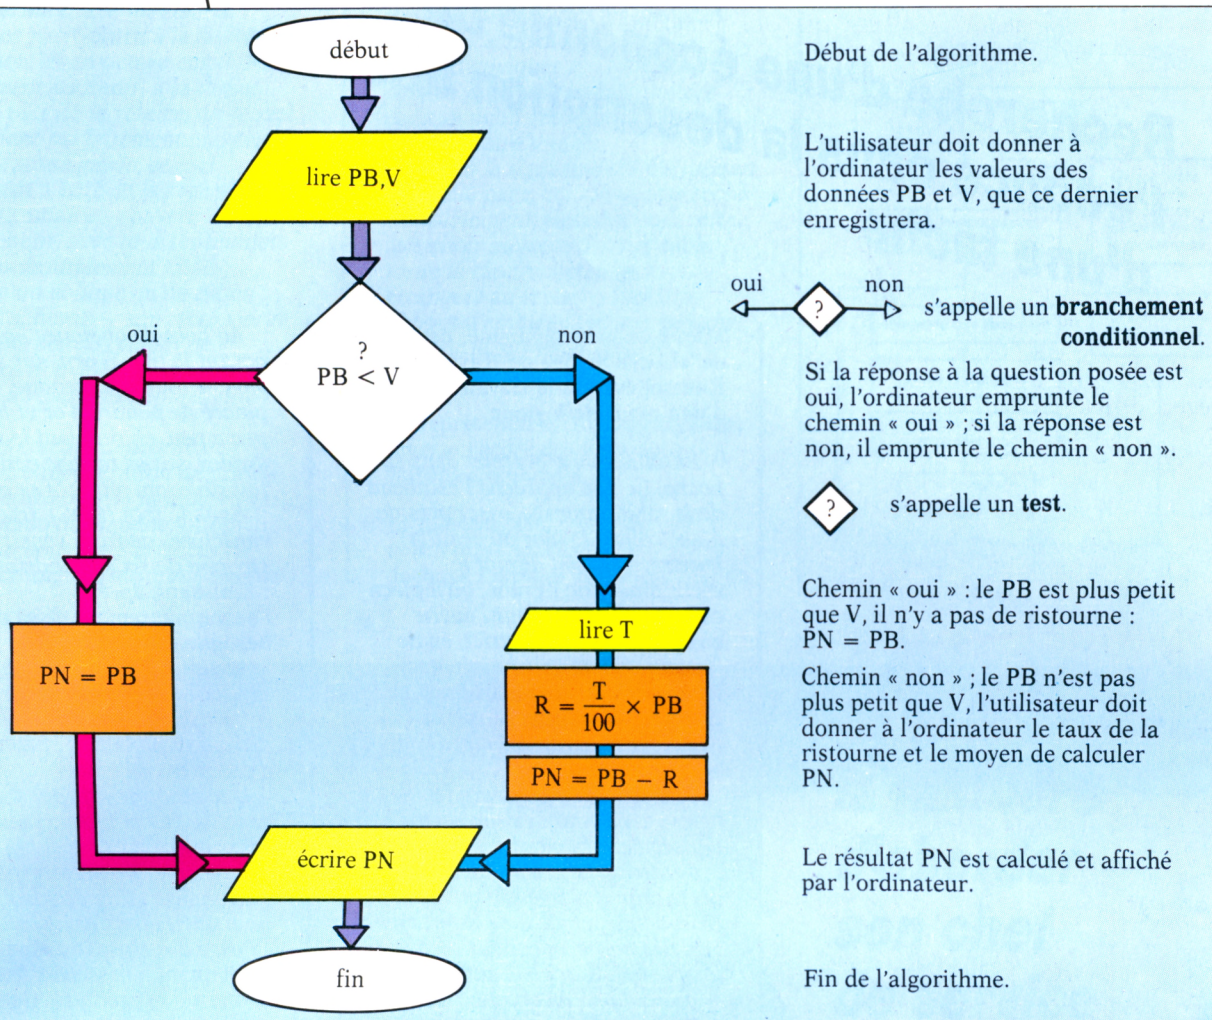 début
lire PB,V
oui
?
PB < V
non
PN = PB
lire T
R = T/100 × PB
PN = PB – R
écrire PN
fin
Début de l'algorithme.
L'utilisateur doit donner à
l'ordinateur les valeurs des
données PB et V, que ce dernier
enregistrera.
oui
?
non
s'appelle un branchement
conditionnel.
Si la réponse à la question posée est
oui, l'ordinateur emprunte le
chemin « oui » ; si la réponse est
non, il emprunte le chemin « non ».
?
s'appelle un test.
Chemin « oui » : le PB est plus petit
que V, il n'y a pas de ristourne :
PN = PB.
Chemin « non » ; le PB n'est pas
plus petit que V, l'utilisateur doit
donner à l'ordinateur le taux de la
ristourne et le moyen de calculer
PN.
Le résultat PN est calculé et affiché
par l'ordinateur.
Fin de l'algorithme.